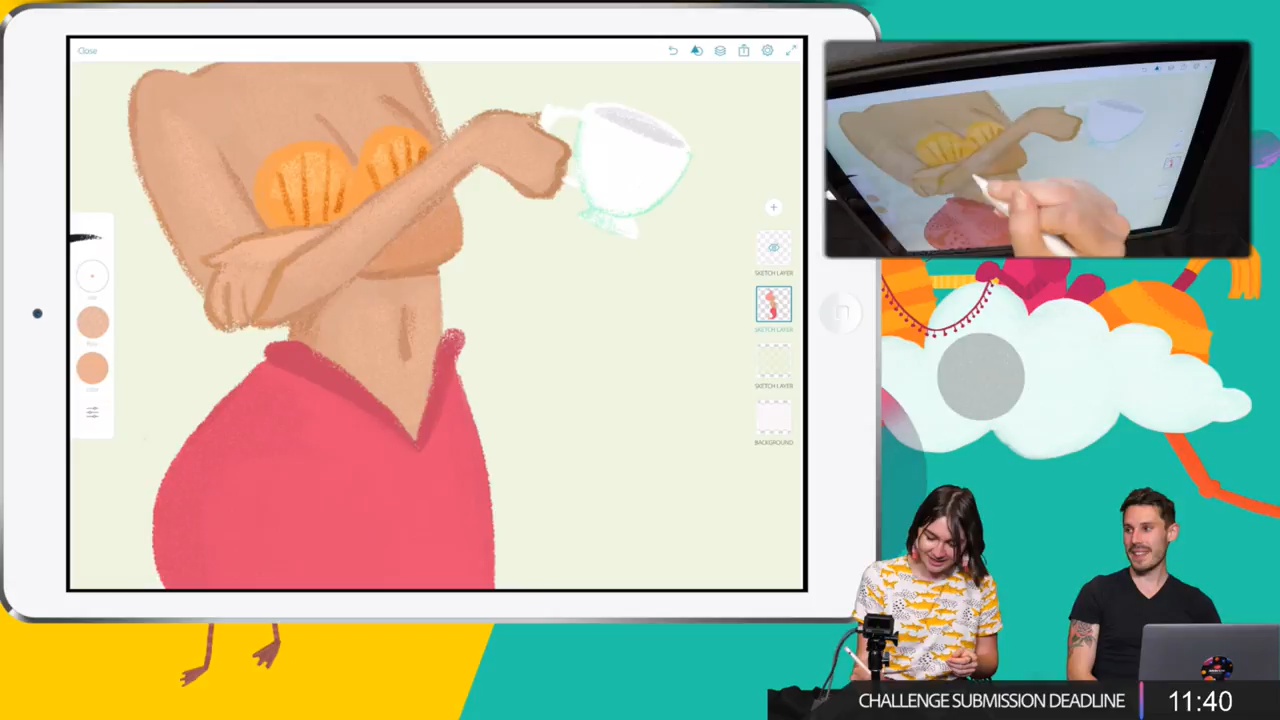 Close
SKETCH LAYER
SKETCH LAYER
SKETCH LAYER
BACKGROUND
CHALLENGE SUBMISSION DEADLINE
11:40